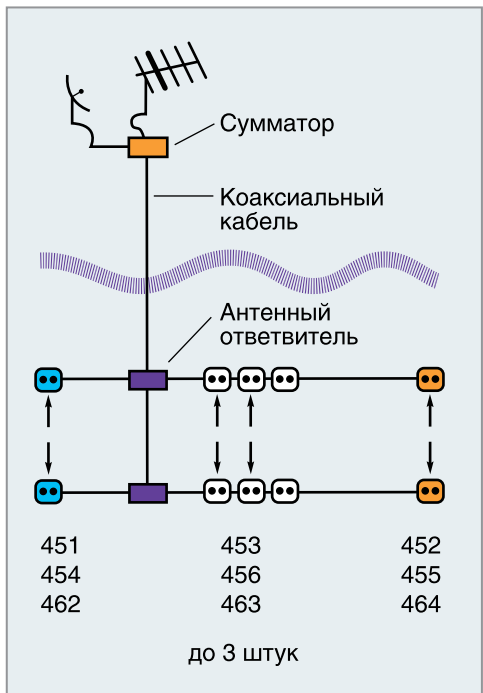 Сумматор
Коаксиальный
кабель
Антенный
ответвитель
451 453 452
454 456 455
462 463 464
до 3 штук